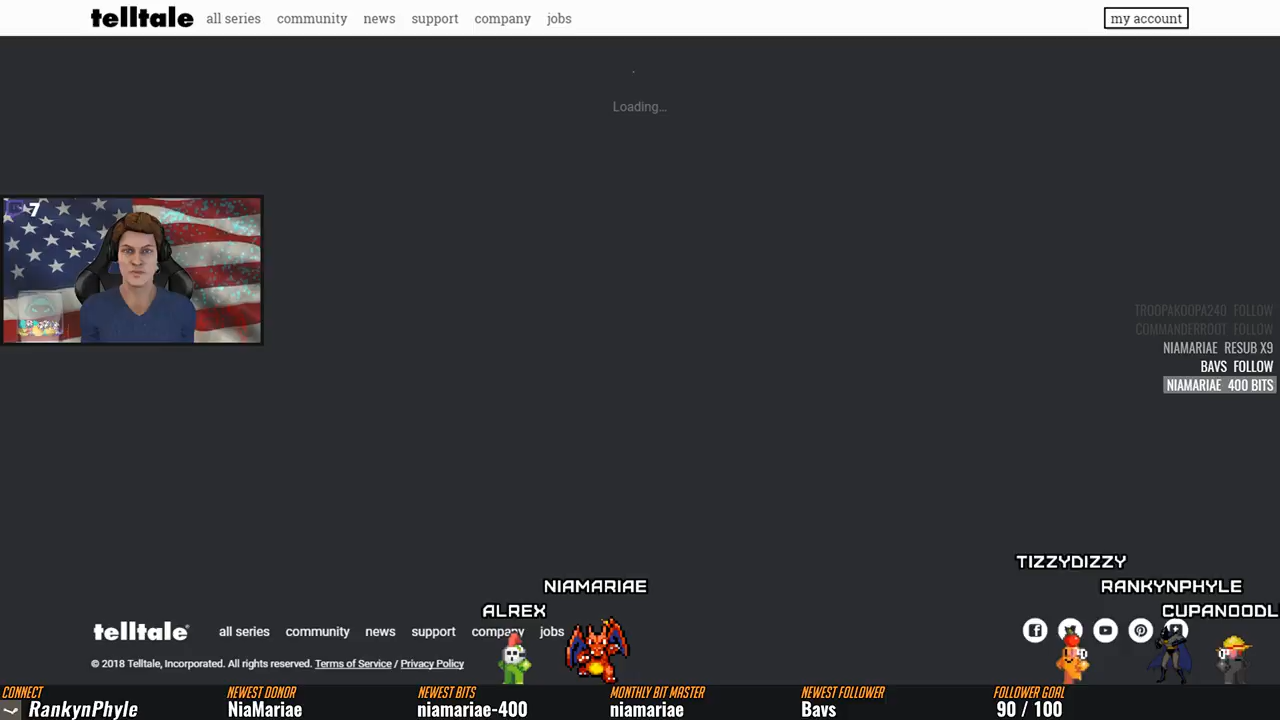 telltale all series community news support company jobs my account
Loading...
7
TROOPAKOOPA240 FOLLOW
COMMANDERROOT FOLLOW
NIAMARIAE RESUB X9
BAVS FOLLOW
NIAMARIAE 400 BITS
TIZZYDIZZY
NIAMARIAE
RANKYNPHYLE
ALREX
CUPANOODL
telltale all series community news support company jobs
© 2018 Telltale, Incorporated. All rights reserved. Terms of Service / Privacy Policy
CONNECT NEWEST DONOR NEWEST BITS MONTHLY BIT MASTER NEWEST FOLLOWER FOLLOWER GOAL
RankynPhyle NiaMariae niamariae-400 niamariae Bavs 90 / 100